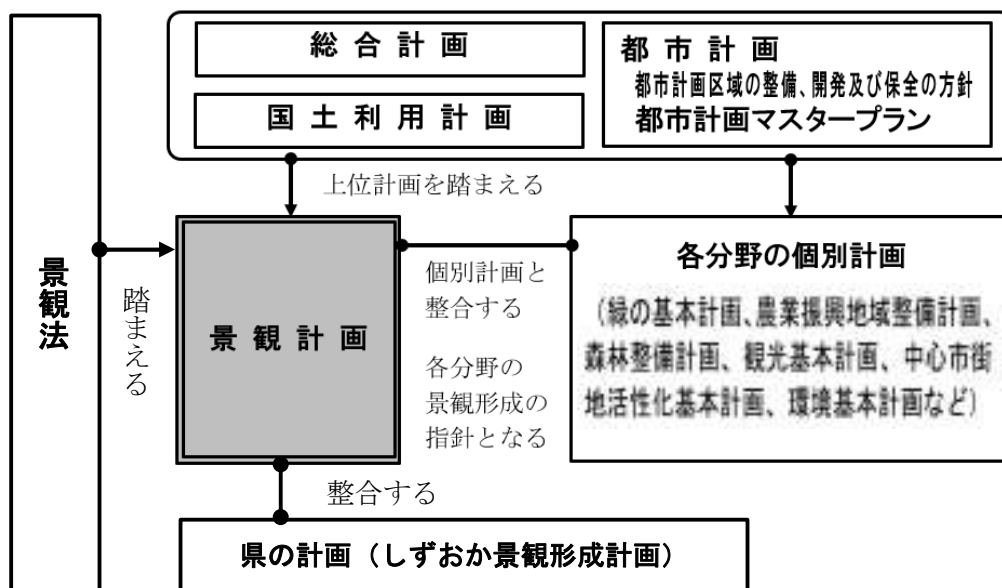 総合計画
国土利用計画
都市計画
都市計画区域の整備、開発及び保全の方針
都市計画マスタープラン
上位計画を踏まえる
景観法
踏まえる
景観計画
個別計画と
整合する
各分野の
景観形成の
指針となる
各分野の個別計画
（緑の基本計画、農業振興地域整備計画、
森林整備計画、観光基本計画、中心市街
地活性化基本計画、環境基本計画など）
整合する
県の計画（しずおか景観形成計画）